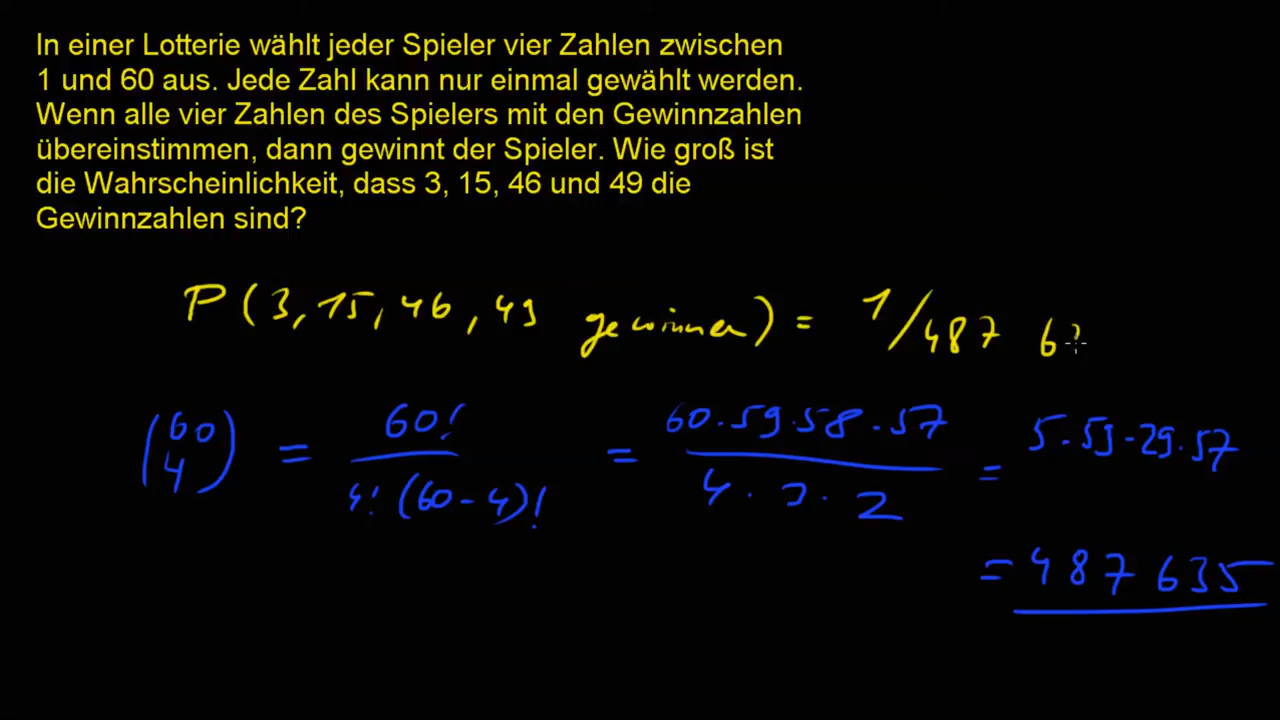 In einer Lotterie wählt jeder Spieler vier Zahlen zwischen
1 und 60 aus. Jede Zahl kann nur einmal gewählt werden.
Wenn alle vier Zahlen des Spielers mit den Gewinnzahlen
übereinstimmen, dann gewinnt der Spieler. Wie groß ist
die Wahrscheinlichkeit, dass 3, 15, 46 und 49 die
Gewinnzahlen sind?
P (3, 15, 46, 49 gewinnen) = 1/487 63
(60 4) = 60! / 4! (60 - 4)! = 60 · 59 · 58 · 57 / 4 · 3 · 2 = 5 · 59 · 29 · 57
= 487 635